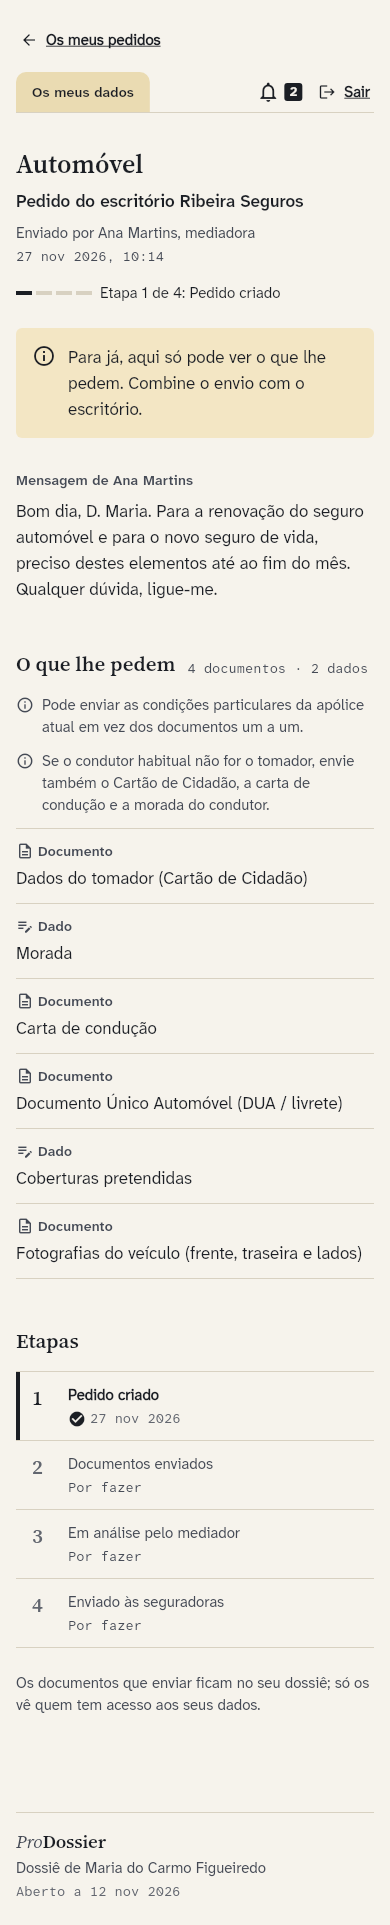 Os meus pedidos
Os meus dados
2
Sair
Automóvel
Pedido do escritório Ribeira Seguros
Enviado por Ana Martins, mediadora
27 nov 2026, 10:14
Etapa 1 de 4: Pedido criado
Para já, aqui só pode ver o que lhe
pedem. Combine o envio com o
escritório.
Mensagem de Ana Martins
Bom dia, D. Maria. Para a renovação do seguro
automóvel e para o novo seguro de vida,
preciso destes elementos até ao fim do mês.
Qualquer dúvida, ligue-me.
O que lhe pedem 4 documentos · 2 dados
Pode enviar as condições particulares da apólice
atual em vez dos documentos um a um.
Se o condutor habitual não for o tomador, envie
também o Cartão de Cidadão, a carta de
condução e a morada do condutor.
Documento
Dados do tomador (Cartão de Cidadão)
Dado
Morada
Documento
Carta de condução
Documento
Documento Único Automóvel (DUA / livrete)
Dado
Coberturas pretendidas
Documento
Fotografias do veículo (frente, traseira e lados)
Etapas
1 Pedido criado
27 nov 2026
2 Documentos enviados
Por fazer
3 Em análise pelo mediador
Por fazer
4 Enviado às seguradoras
Por fazer
Os documentos que enviar ficam no seu dossiê; só os
vê quem tem acesso aos seus dados.
ProDossier
Dossiê de Maria do Carmo Figueiredo
Aberto a 12 nov 2026